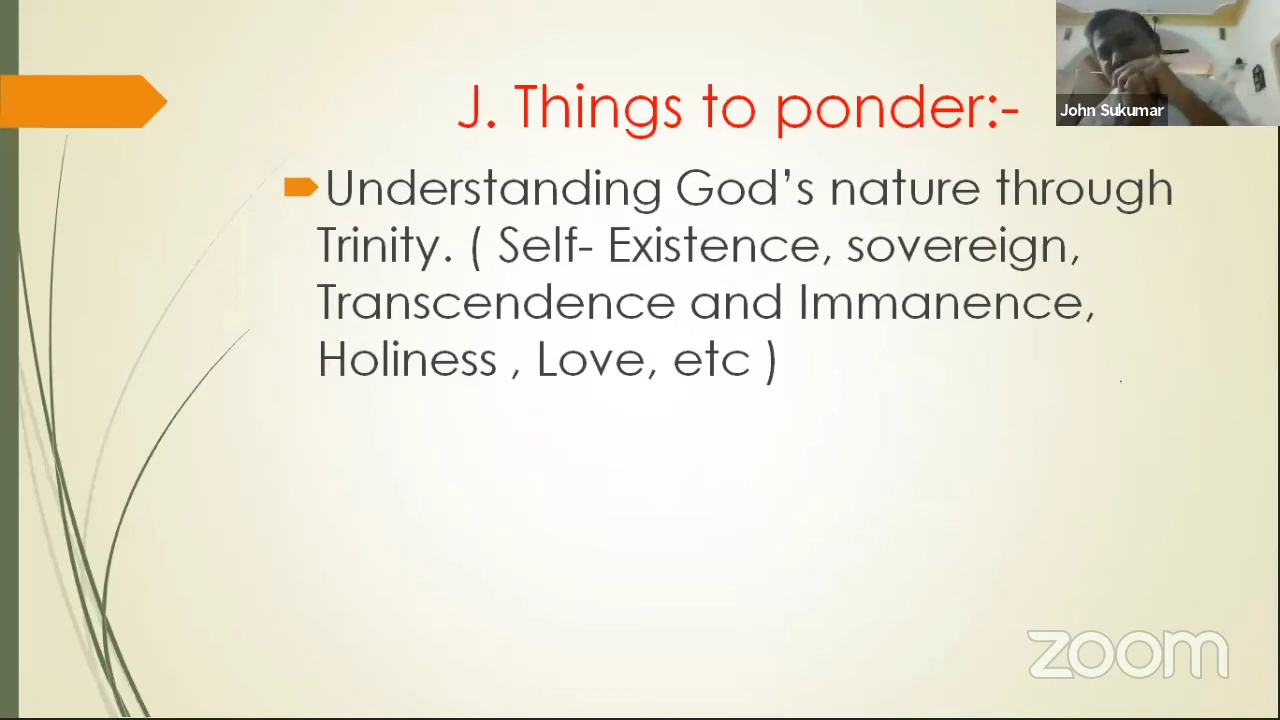 J. Things to ponder:-
John Sukumar
Understanding God's nature through
Trinity. ( Self- Existence, sovereign,
Transcendence and Immanence,
Holiness , Love, etc )
zoom